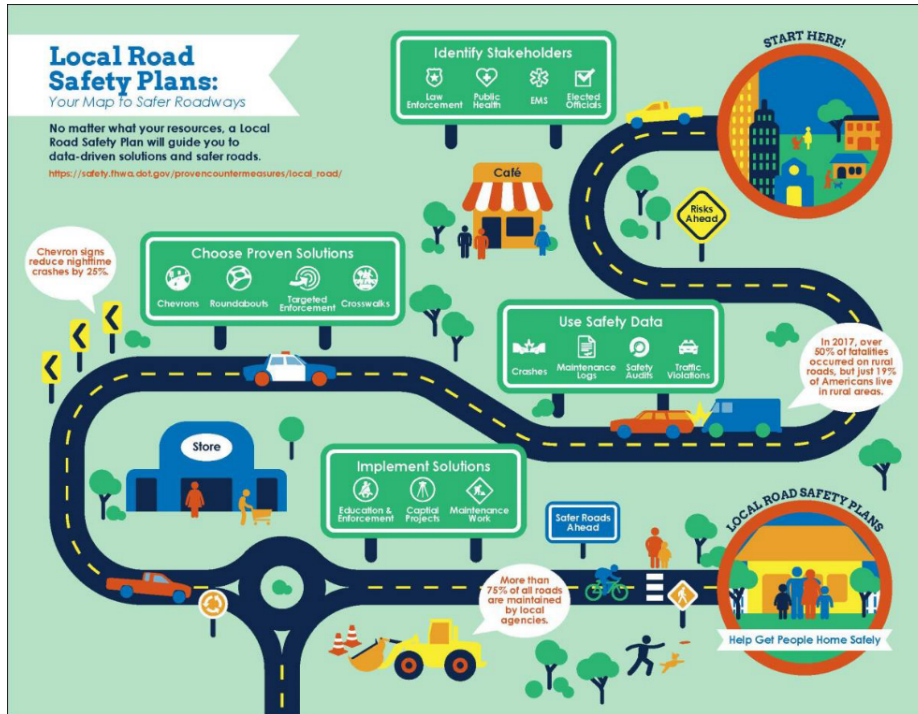 Local Road
Safety Plans:
Your Map to Safer Roadways
No matter what your resources, a Local
Road Safety Plan will guide you to
data-driven solutions and safer roads.
https://safety.fhwa.dot.gov/provencountermeasures/local_road/
START HERE!
Identify Stakeholders
Law
Enforcement
Public
Health
EMS
Elected
Officials
Café
Risks
Ahead
Use Safety Data
Crashes
Maintenance
Logs
Safety
Audits
Traffic
Violations
In 2017, over
50% of fatalities
occurred on rural
roads, but just 19%
of Americans live
in rural areas.
Choose Proven Solutions
Chevrons
Roundabouts
Targeted
Enforcement
Crosswalks
Chevron signs
reduce nighttime
crashes by 25%.
Store
Implement Solutions
Education &
Enforcement
Captial
Projects
Maintenance
Work
More than
75% of all roads
are maintained
by local
agencies.
Safer Roads
Ahead
LOCAL ROAD SAFETY PLANS
Help Get People Home Safely